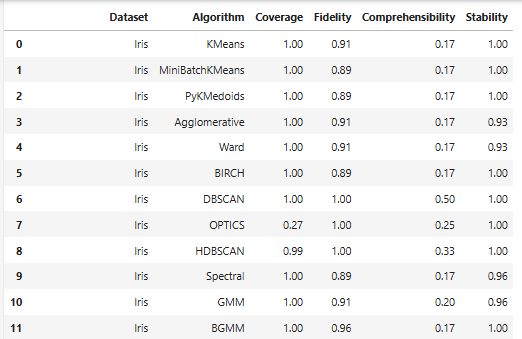 Dataset Algorithm Coverage Fidelity Comprehensibility Stability
0 Iris KMeans 1.00 0.91 0.17 1.00
1 Iris MiniBatchKMeans 1.00 0.89 0.17 1.00
2 Iris PyKMedoids 1.00 0.89 0.17 1.00
3 Iris Agglomerative 1.00 0.91 0.17 0.93
4 Iris Ward 1.00 0.91 0.17 0.93
5 Iris BIRCH 1.00 0.89 0.17 1.00
6 Iris DBSCAN 1.00 1.00 0.50 1.00
7 Iris OPTICS 0.27 1.00 0.25 1.00
8 Iris HDBSCAN 0.99 1.00 0.33 1.00
9 Iris Spectral 1.00 0.89 0.17 0.96
10 Iris GMM 1.00 0.91 0.20 0.96
11 Iris BGMM 1.00 0.96 0.17 1.00